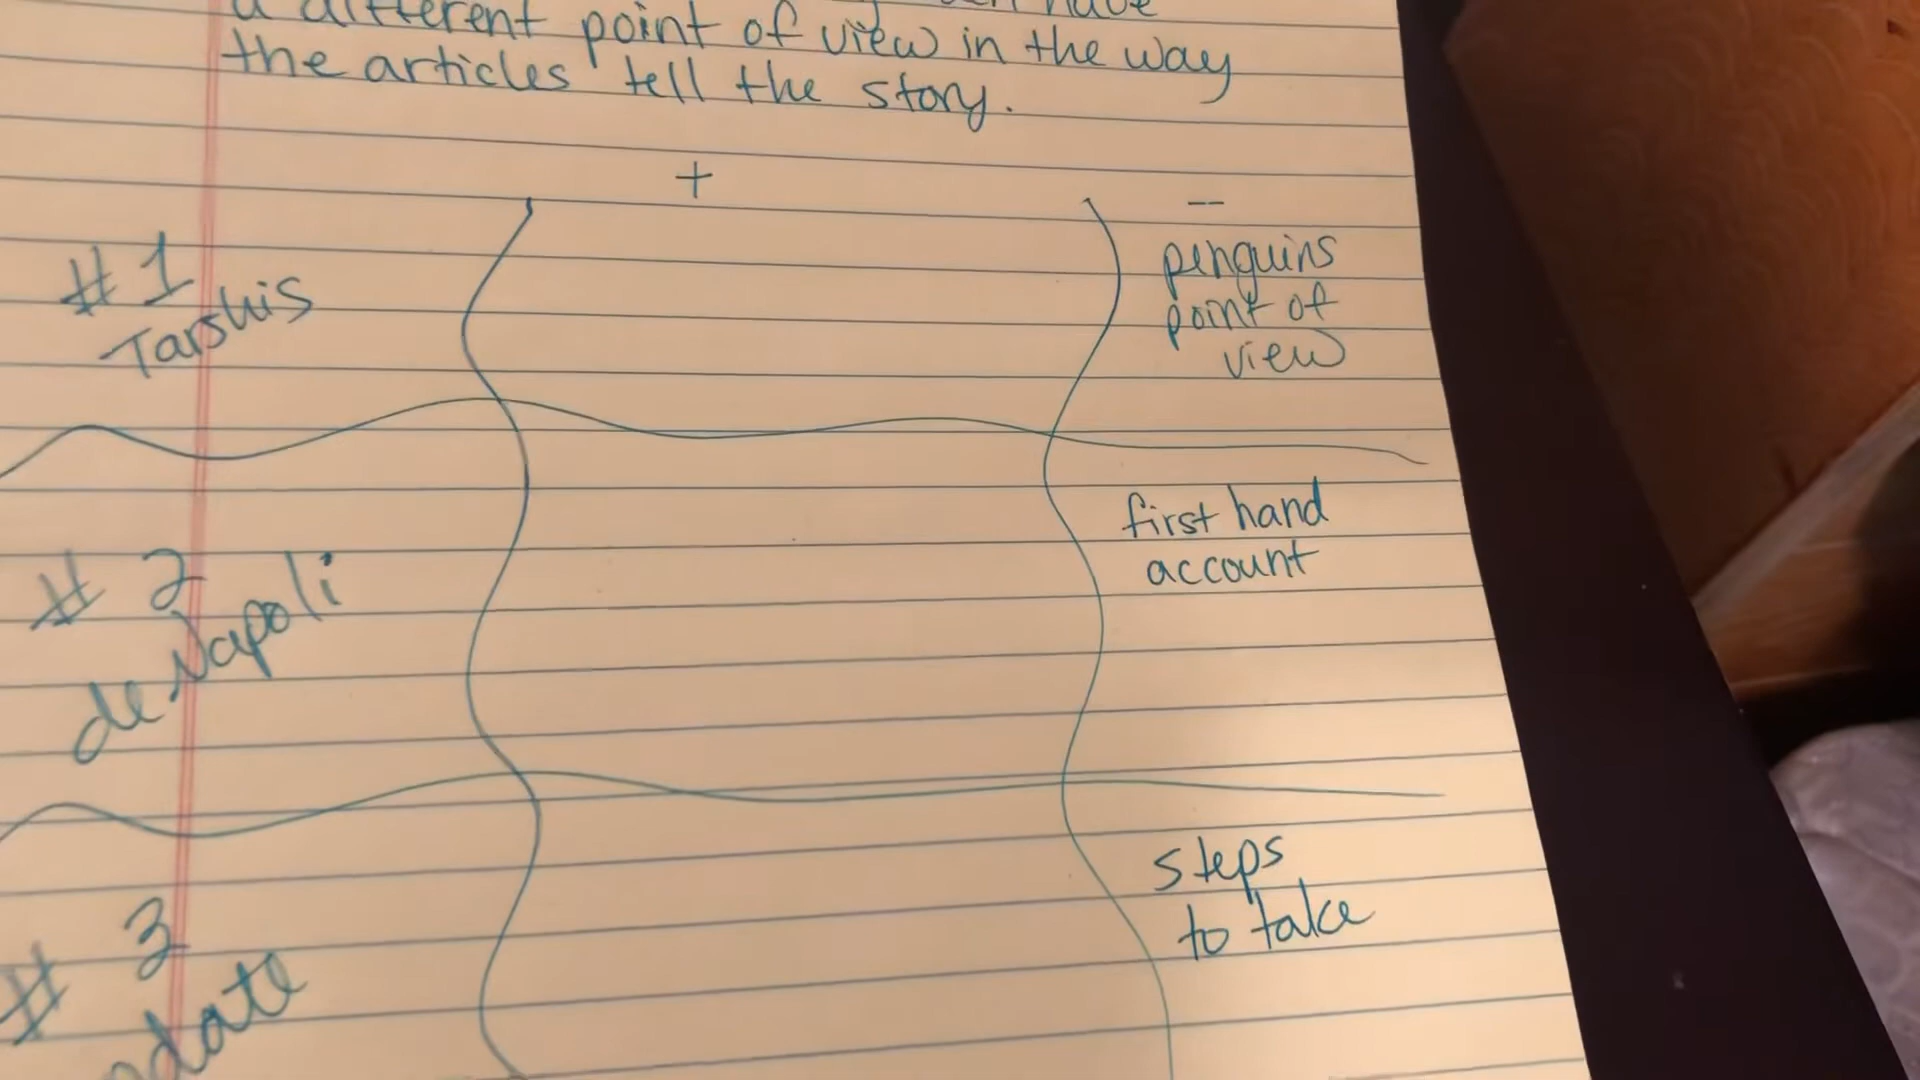 a different point of view in the way
the articles tell the story.
+ -
#1
Tarshis
penguins
point of
view
#2
deNapoli
first hand
account
#3
steps
to take